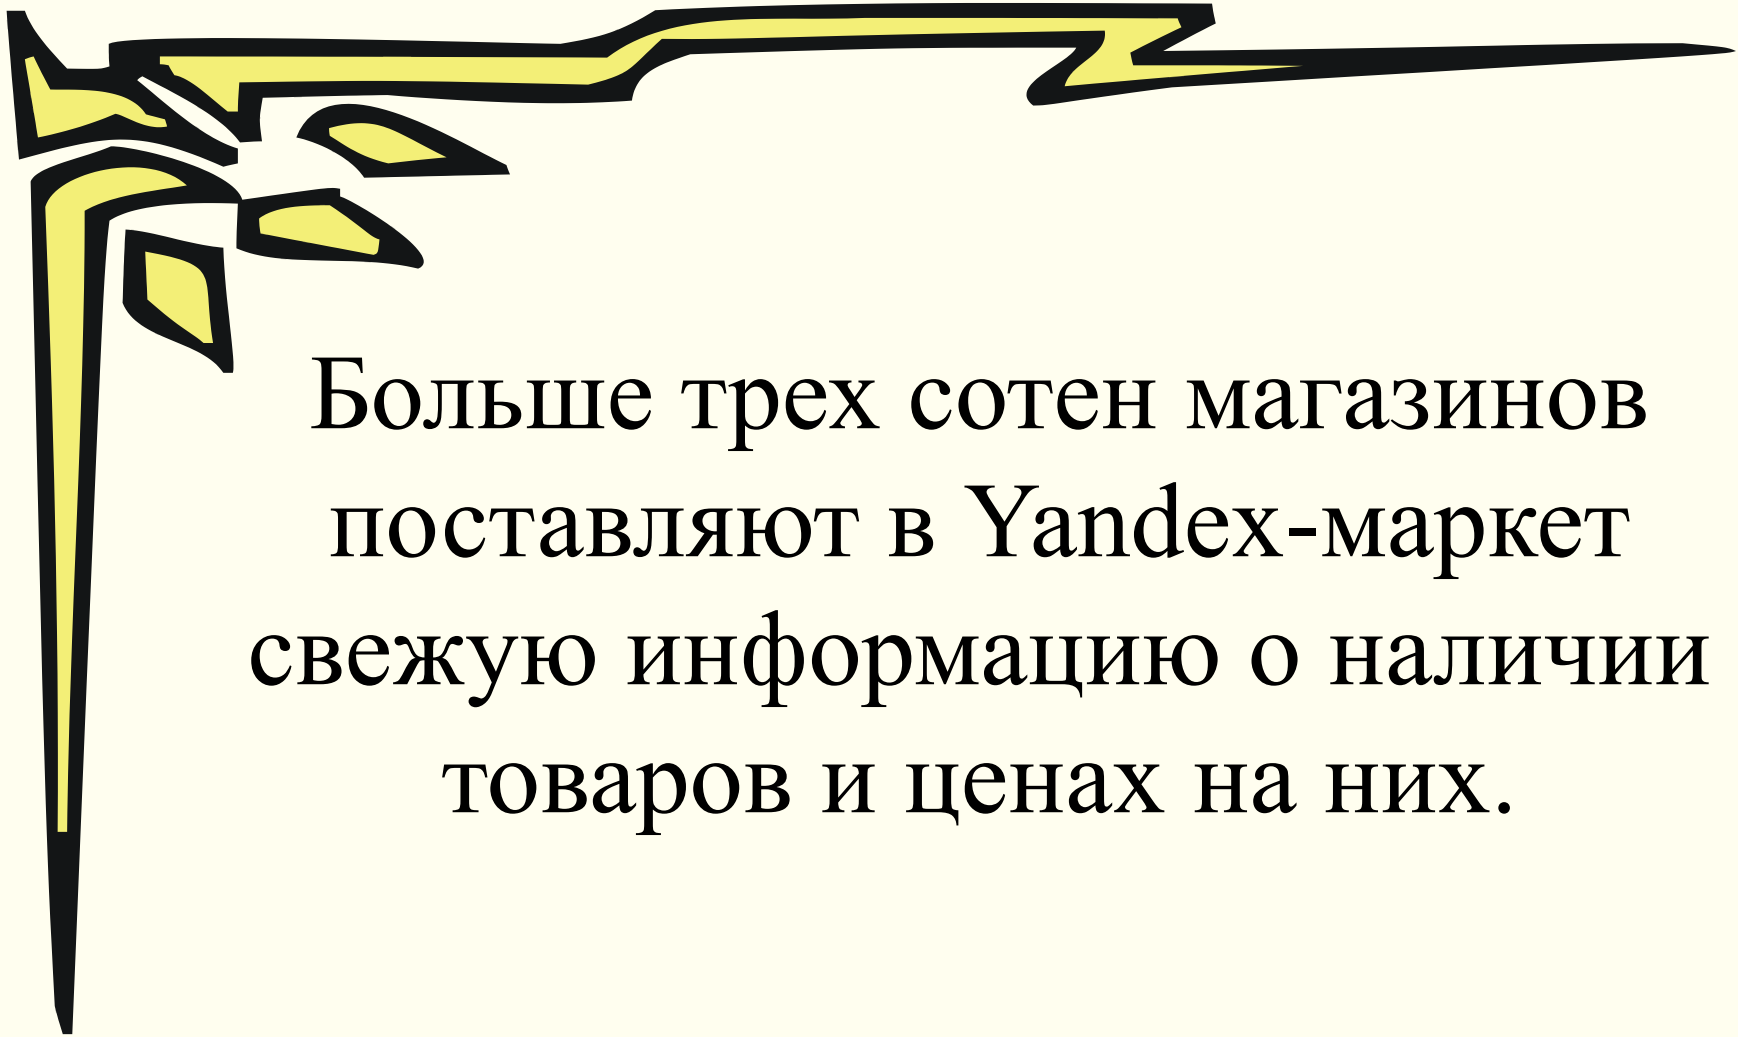 Больше трех сотен магазинов
поставляют в Yandex-маркет
свежую информацию о наличии
товаров и ценах на них.